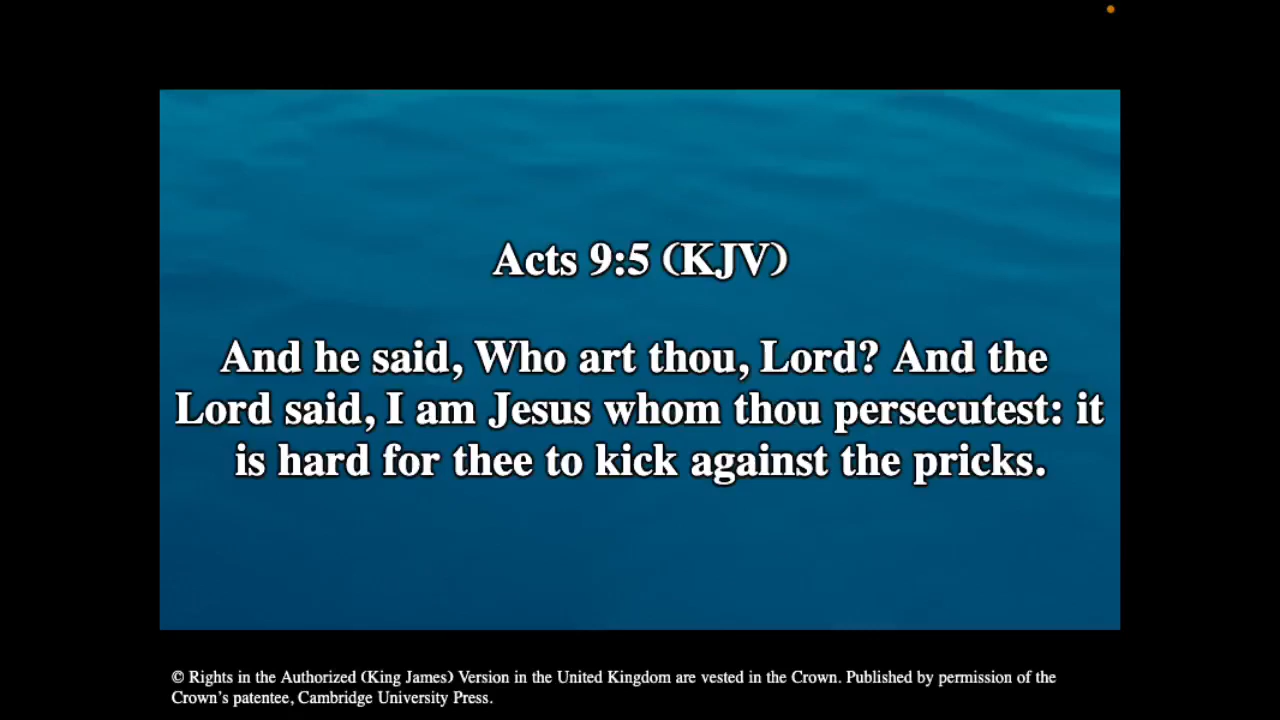 Acts 9:5 (KJV)
And he said, Who art thou, Lord? And the
Lord said, I am Jesus whom thou persecutest: it
is hard for thee to kick against the pricks.
© Rights in the Authorized (King James) Version in the United Kingdom are vested in the Crown. Published by permission of the
Crown’s patentee, Cambridge University Press.